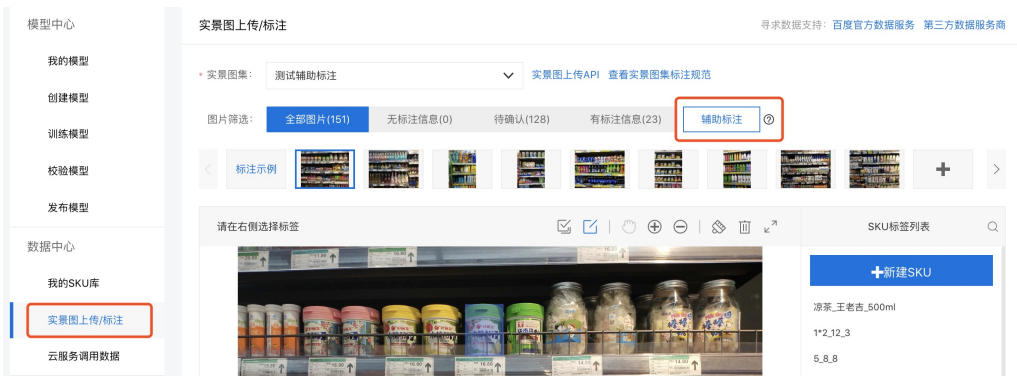 模型中心
我的模型
创建模型
训练模型
校验模型
发布模型
数据中心
我的SKU库
实景图上传/标注
云服务调用数据
实景图上传/标注
寻求数据支持: 百度官方数据服务 第三方数据服务商
* 实景图集: 测试辅助标注 实景图上传API 查看实景图集标注规范
图片筛选: 全部图片(151) 无标注信息(0) 待确认(128) 有标注信息(23) 辅助标注 ?
标注示例
请在右侧选择标签
SKU标签列表
+新建SKU
凉茶_王老吉_500ml
1*2_12_3
5_8_8